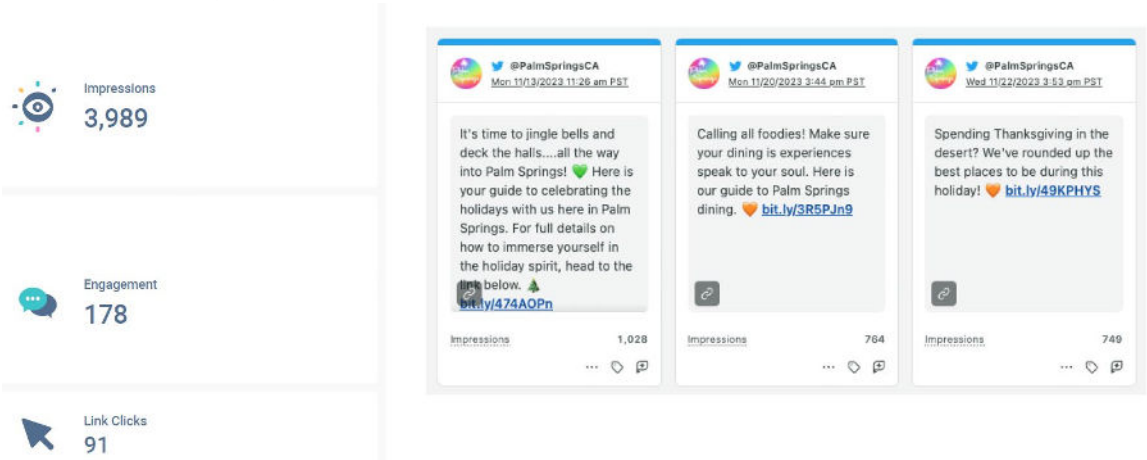 Impressions
3,989
Engagement
178
Link Clicks
91
@PalmSpringsCA
Mon 11/13/2023 11:26 am PST
It's time to jingle bells and
deck the halls....all the way
into Palm Springs! 💚 Here is
your guide to celebrating the
holidays with us here in Palm
Springs. For full details on
how to immerse yourself in
the holiday spirit, head to the
link below. 🎄
bit.ly/474AOPn
Impressions 1,028
@PalmSpringsCA
Mon 11/20/2023 3:44 pm PST
Calling all foodies! Make sure
your dining is experiences
speak to your soul. Here is
our guide to Palm Springs
dining. 🧡 bit.ly/3R5PJn9
Impressions 764
@PalmSpringsCA
Wed 11/22/2023 3:53 pm PST
Spending Thanksgiving in the
desert? We've rounded up the
best places to be during this
holiday! 🧡 bit.ly/49KPHYS
Impressions 749